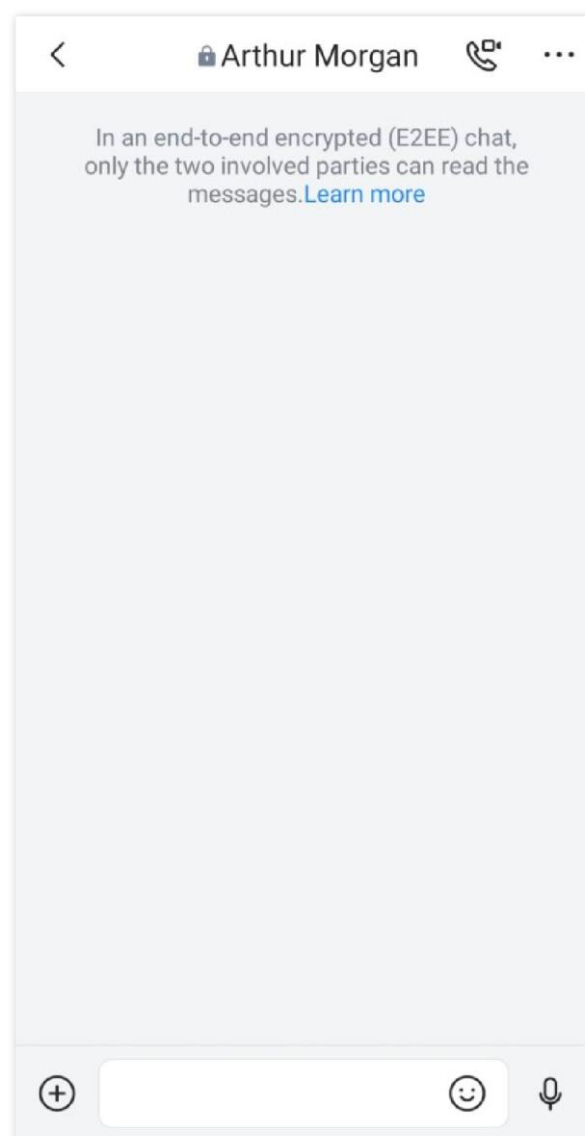 Arthur Morgan
In an end-to-end encrypted (E2EE) chat,
only the two involved parties can read the
messages.Learn more